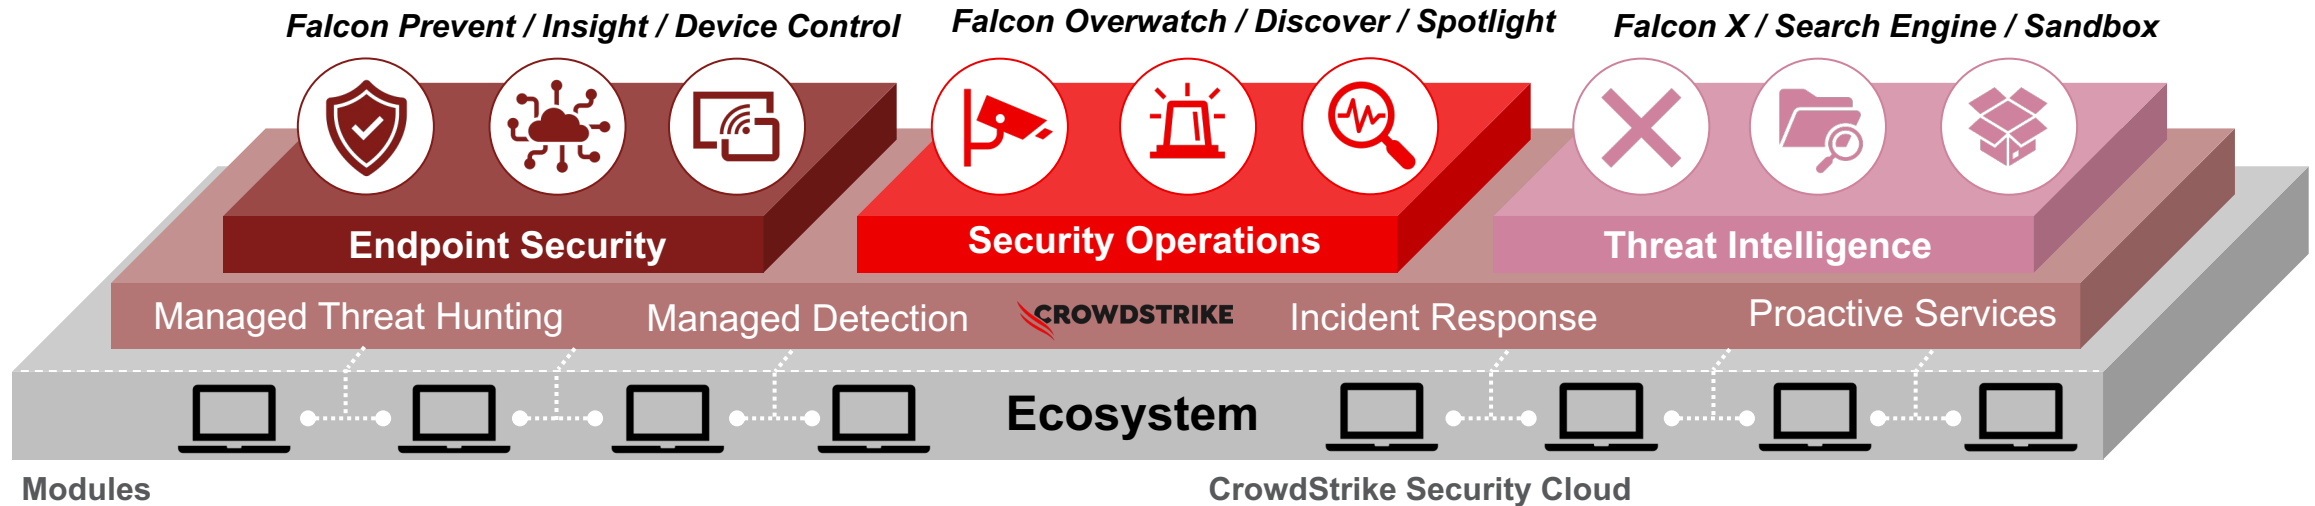 Falcon Prevent / Insight / Device Control
Falcon Overwatch / Discover / Spotlight
Falcon X / Search Engine / Sandbox
Endpoint Security
Security Operations
Threat Intelligence
Managed Threat Hunting
Managed Detection
CROWDSTRIKE
Incident Response
Proactive Services
Ecosystem
Modules
CrowdStrike Security Cloud